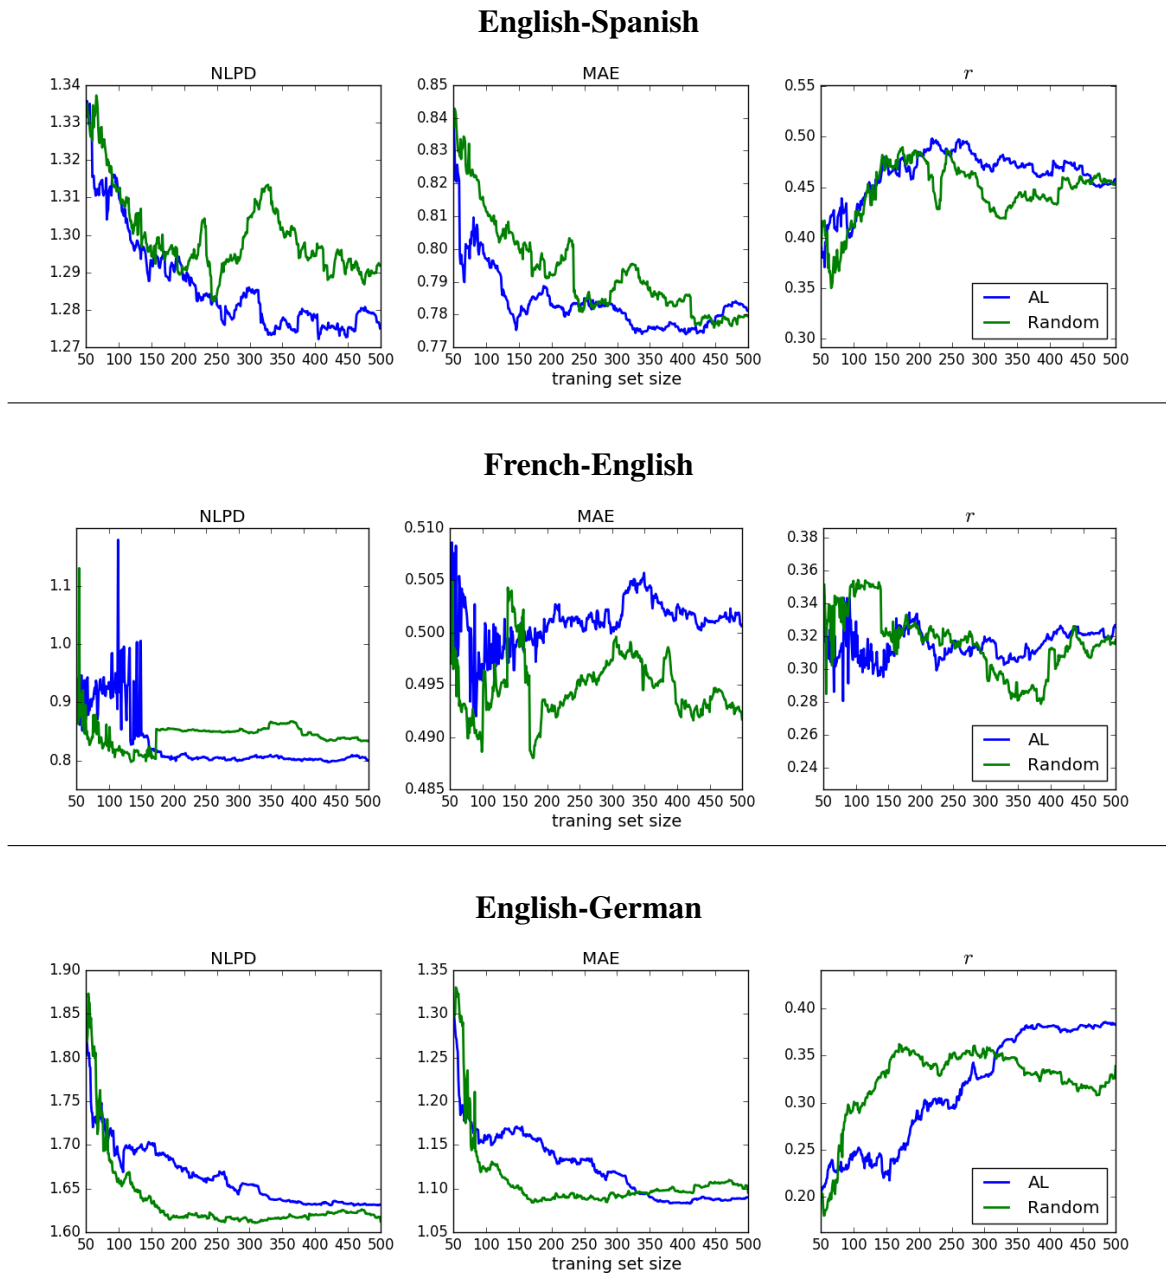 English-Spanish
NLPD MAE r
1.34 1.33 1.32 1.31 1.30 1.29 1.28 1.27
50 100 150 200 250 300 350 400 450 500
0.85 0.84 0.83 0.82 0.81 0.80 0.79 0.78 0.77
50 100 150 200 250 300 350 400 450 500
traning set size
0.55 0.50 0.45 0.40 0.35 0.30
50 100 150 200 250 300 350 400 450 500
AL
Random
French-English
NLPD MAE r
1.1 1.0 0.9 0.8
50 100 150 200 250 300 350 400 450 500
0.510 0.505 0.500 0.495 0.490 0.485
50 100 150 200 250 300 350 400 450 500
traning set size
0.38 0.36 0.34 0.32 0.30 0.28 0.26 0.24
50 100 150 200 250 300 350 400 450 500
AL
Random
English-German
NLPD MAE r
1.90 1.85 1.80 1.75 1.70 1.65 1.60
50 100 150 200 250 300 350 400 450 500
1.35 1.30 1.25 1.20 1.15 1.10 1.05
50 100 150 200 250 300 350 400 450 500
traning set size
0.40 0.35 0.30 0.25 0.20
50 100 150 200 250 300 350 400 450 500
AL
Random